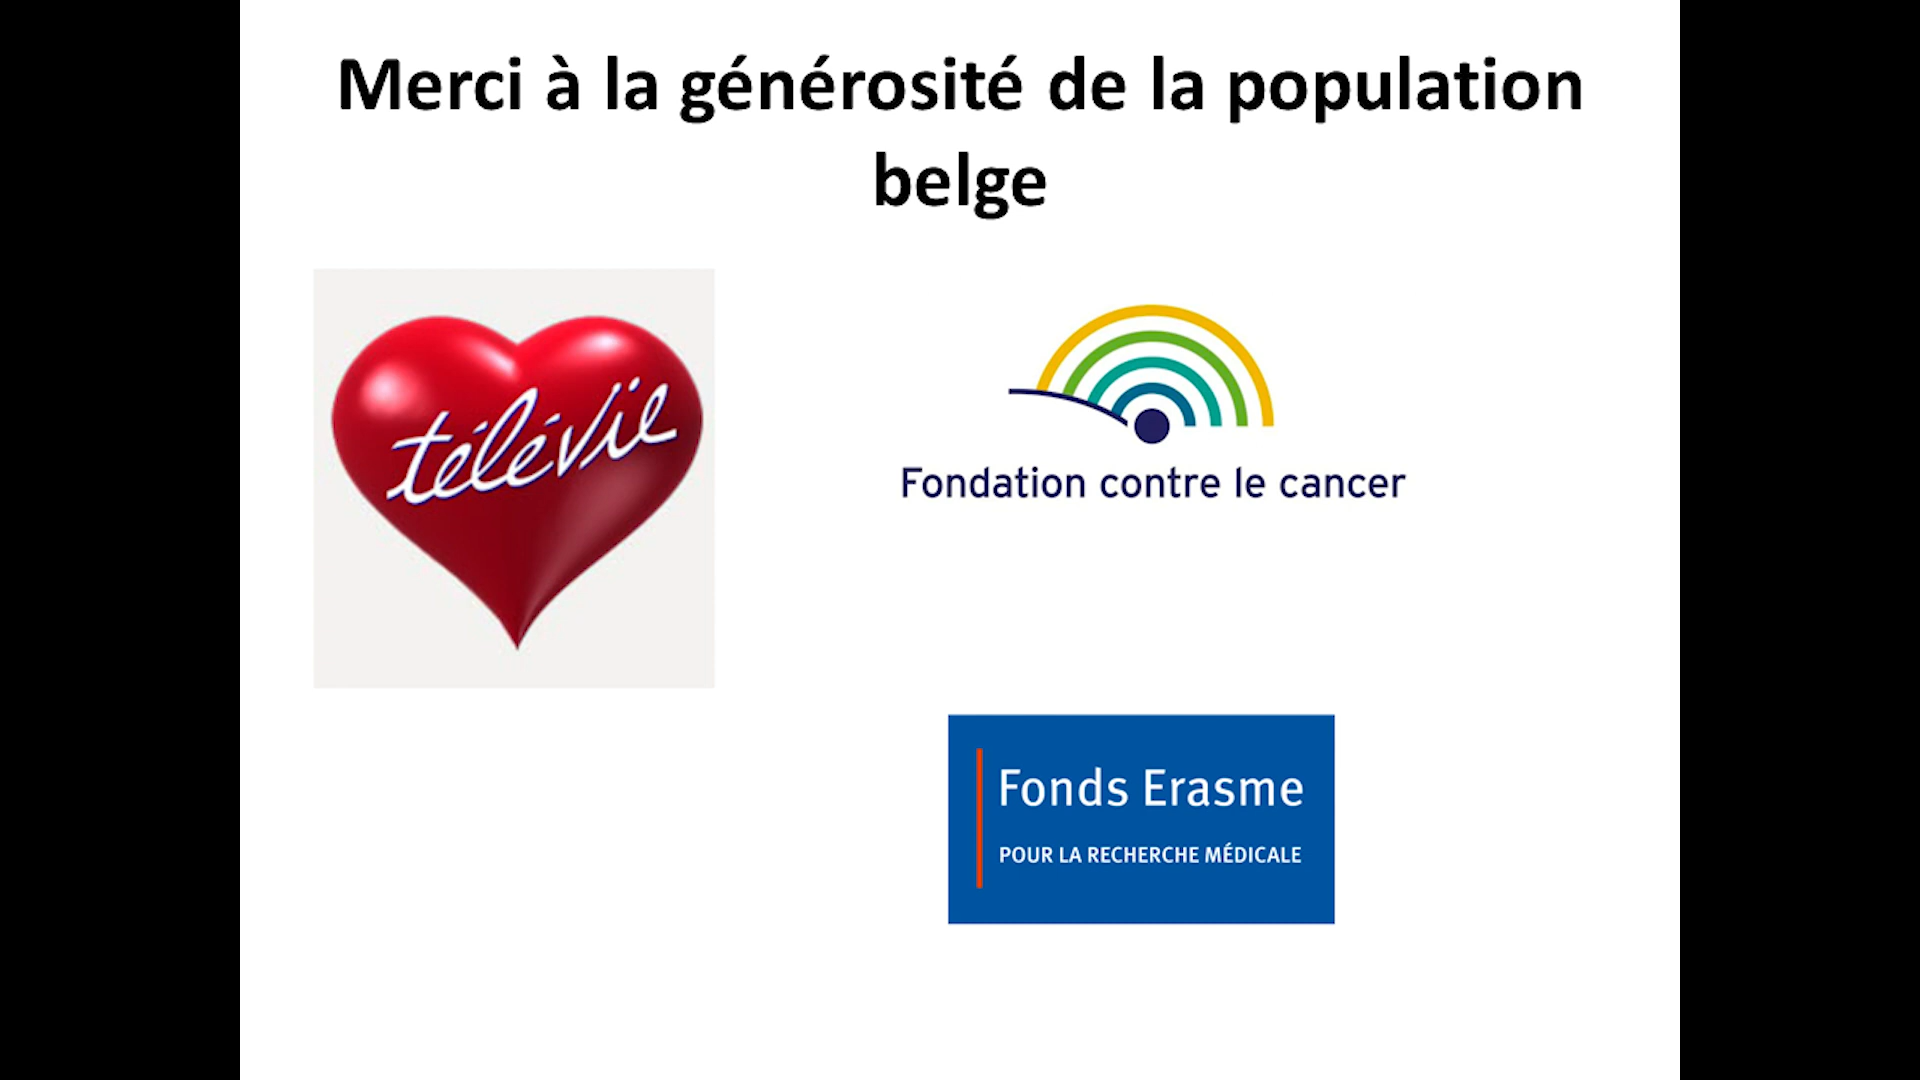 Merci à la générosité de la population
belge
télévie
Fondation contre le cancer
Fonds Erasme
POUR LA RECHERCHE MÉDICALE